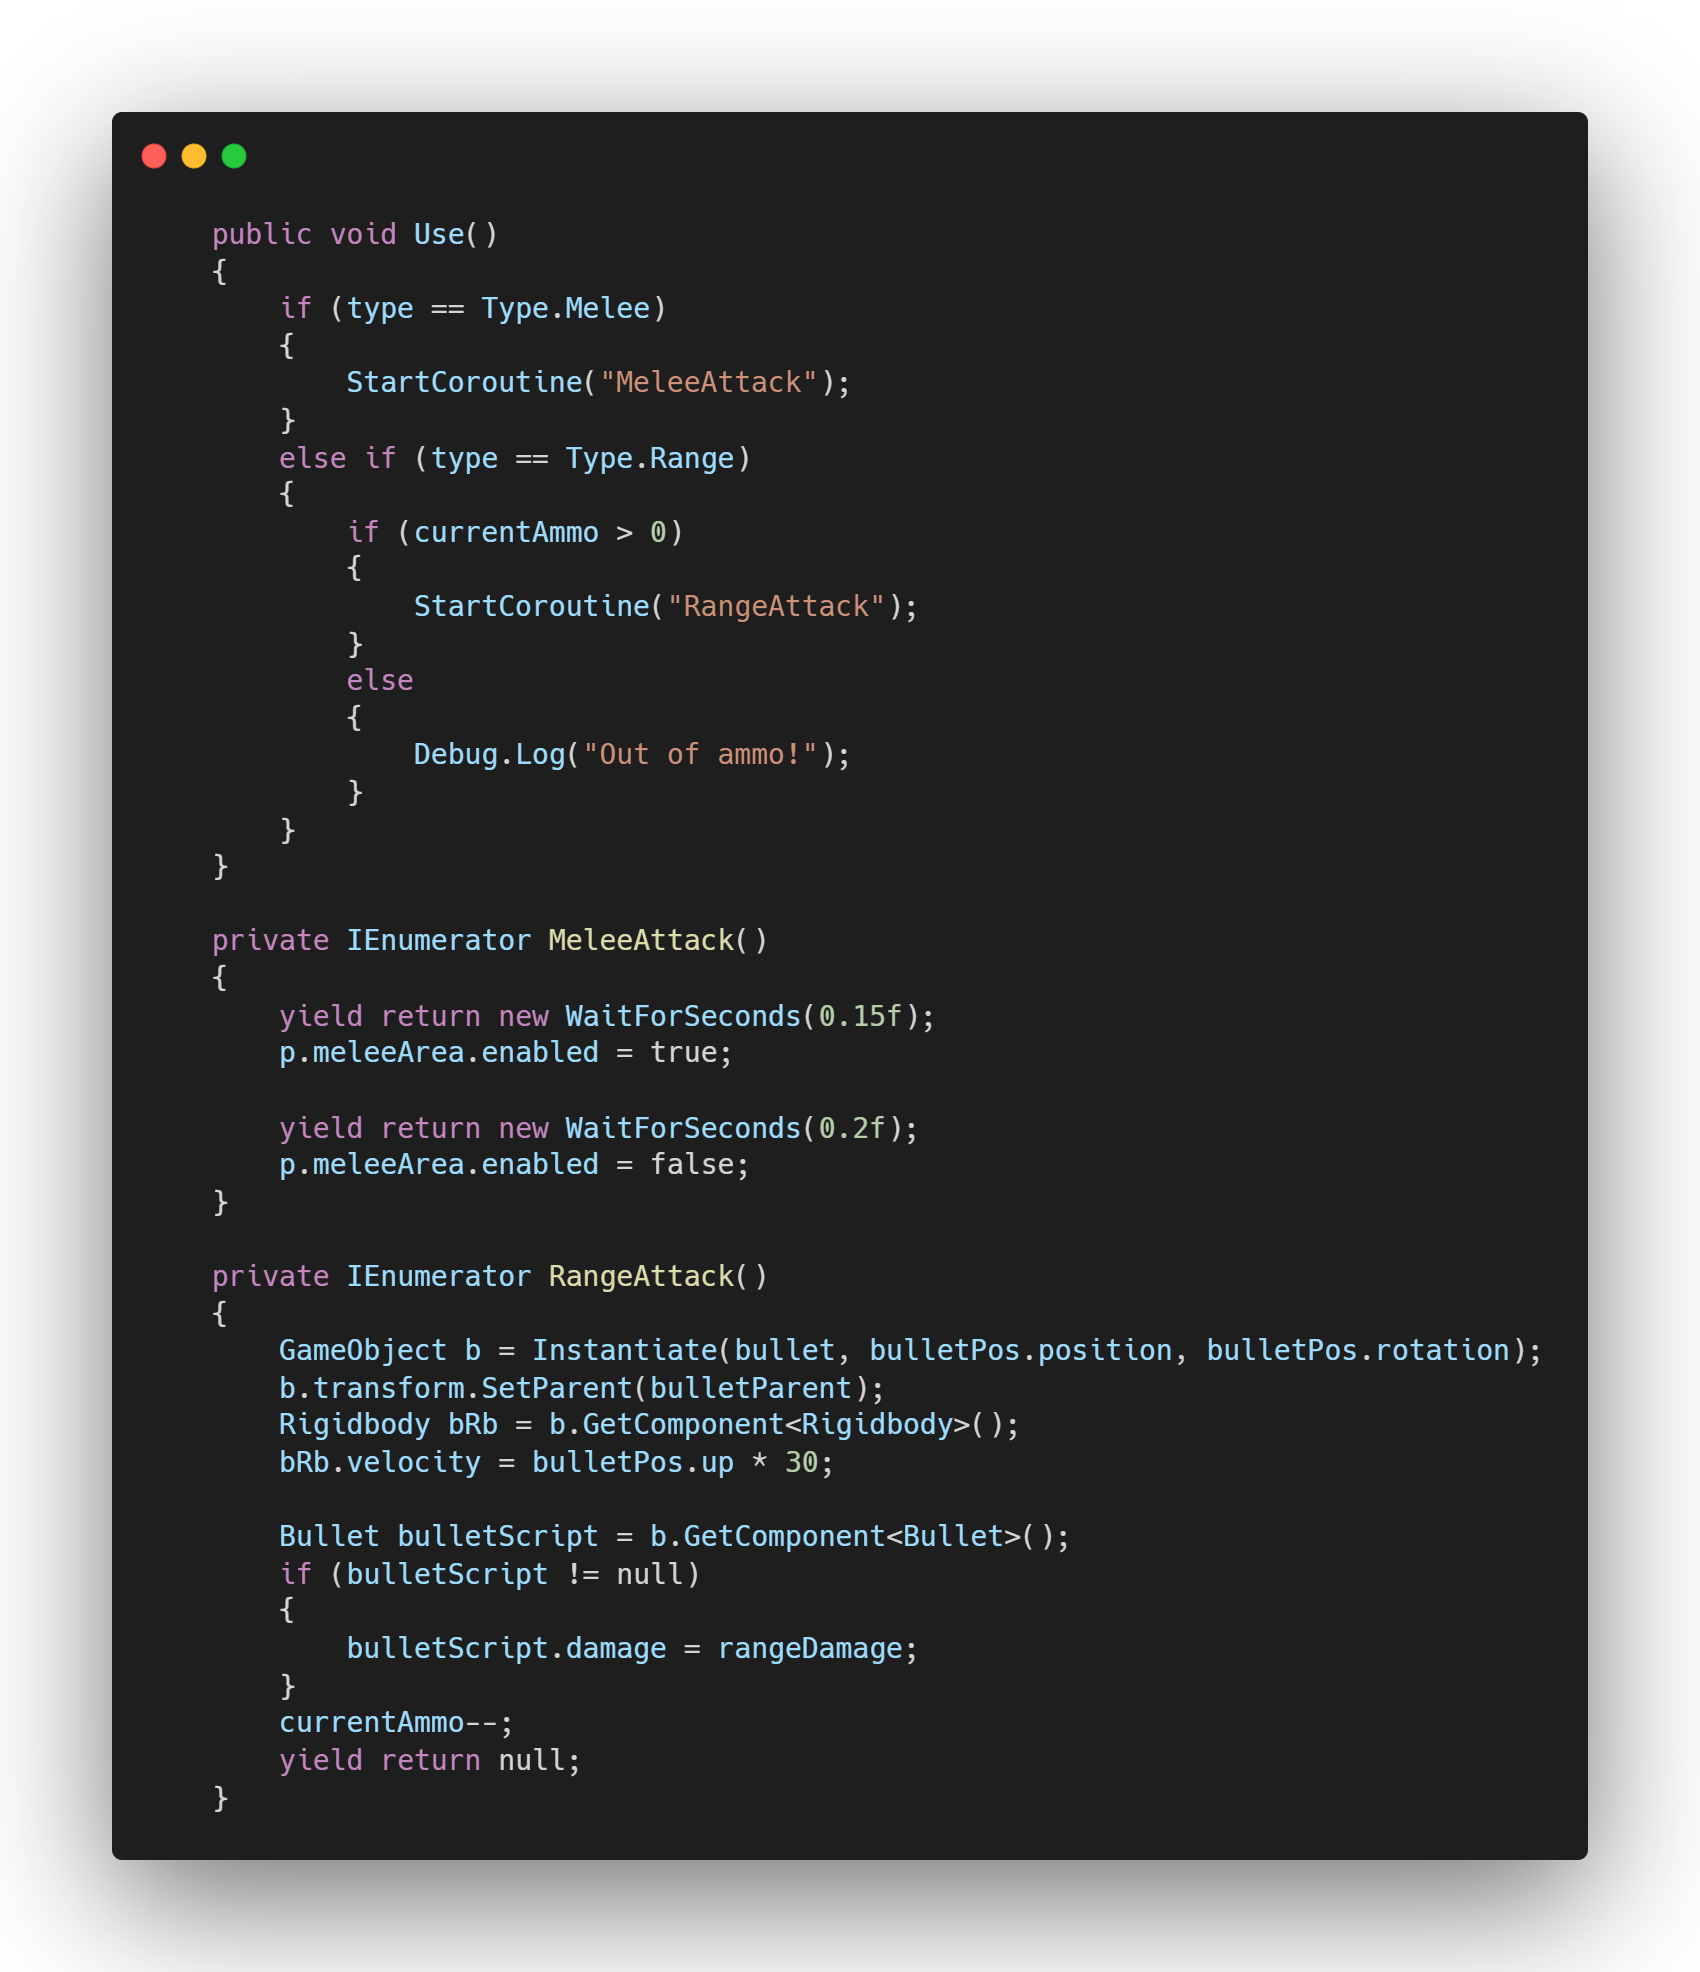 public void Use()
{
    if (type == Type.Melee)
    {
        StartCoroutine("MeleeAttack");
    }
    else if (type == Type.Range)
    {
        if (currentAmmo > 0)
        {
            StartCoroutine("RangeAttack");
        }
        else
        {
            Debug.Log("Out of ammo!");
        }
    }
}

private IEnumerator MeleeAttack()
{
    yield return new WaitForSeconds(0.15f);
    p.meleeArea.enabled = true;

    yield return new WaitForSeconds(0.2f);
    p.meleeArea.enabled = false;
}

private IEnumerator RangeAttack()
{
    GameObject b = Instantiate(bullet, bulletPos.position, bulletPos.rotation);
    b.transform.SetParent(bulletParent);
    Rigidbody bRb = b.GetComponent<Rigidbody>();
    bRb.velocity = bulletPos.up * 30;

    Bullet bulletScript = b.GetComponent<Bullet>();
    if (bulletScript != null)
    {
        bulletScript.damage = rangeDamage;
    }
    currentAmmo--;
    yield return null;
}